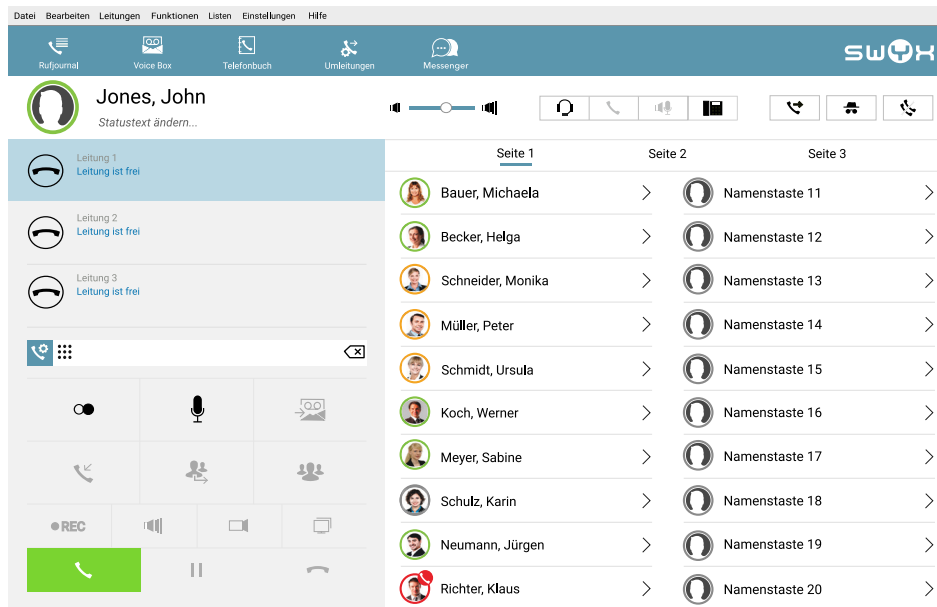 Datei Bearbeiten Leitungen Funktionen Listen Einstellungen Hilfe
Rufjournal Voice Box Telefonbuch Umleitungen Messenger
swyx
Jones, John
Statustext ändern...
Leitung 1
Leitung ist frei
Leitung 2
Leitung ist frei
Leitung 3
Leitung ist frei
REC
Seite 1 Seite 2 Seite 3
Bauer, Michaela Namenstaste 11
Becker, Helga Namenstaste 12
Schneider, Monika Namenstaste 13
Müller, Peter Namenstaste 14
Schmidt, Ursula Namenstaste 15
Koch, Werner Namenstaste 16
Meyer, Sabine Namenstaste 17
Schulz, Karin Namenstaste 18
Neumann, Jürgen Namenstaste 19
Richter, Klaus Namenstaste 20